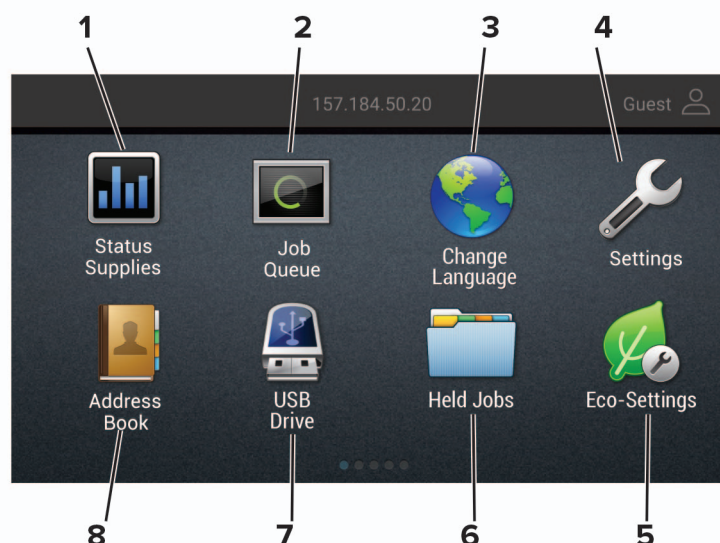 1 2 3 4
157.184.50.20 Guest
Status
Supplies
Job
Queue
Change
Language
Settings
Address
Book
USB
Drive
Held Jobs
Eco-Settings
8 7 6 5